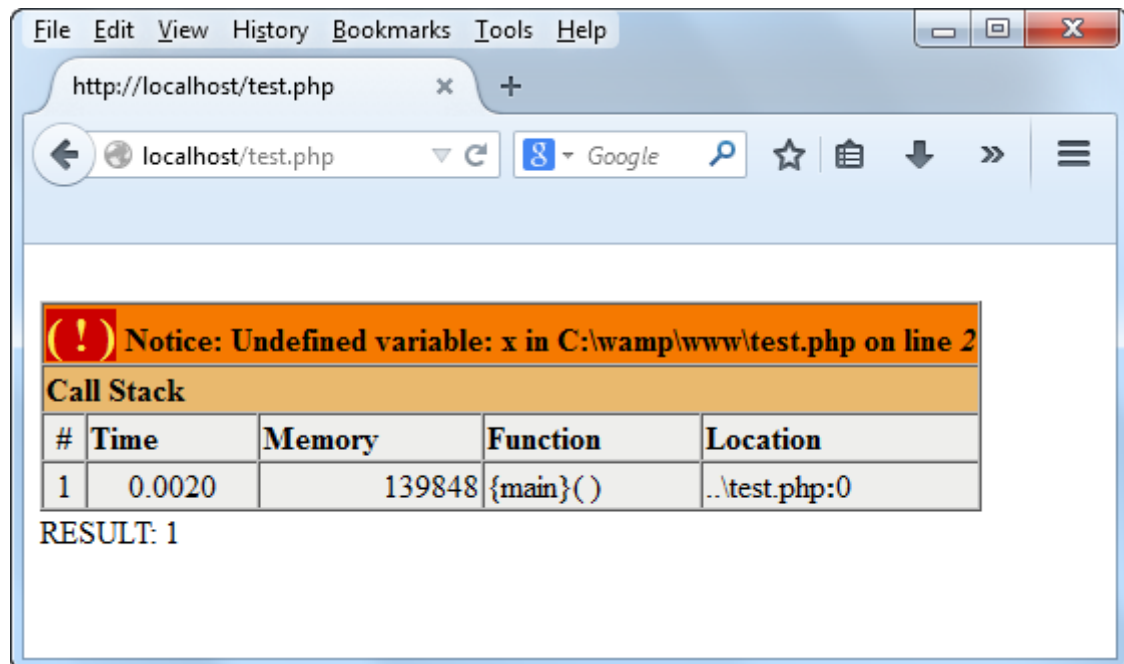 File Edit View History Bookmarks Tools Help
http://localhost/test.php
localhost/test.php 8 Google
( ! ) Notice: Undefined variable: x in C:\wamp\www\test.php on line 2
Call Stack
# Time Memory Function Location
1 0.0020 139848 {main}( ) ..\test.php:0
RESULT: 1